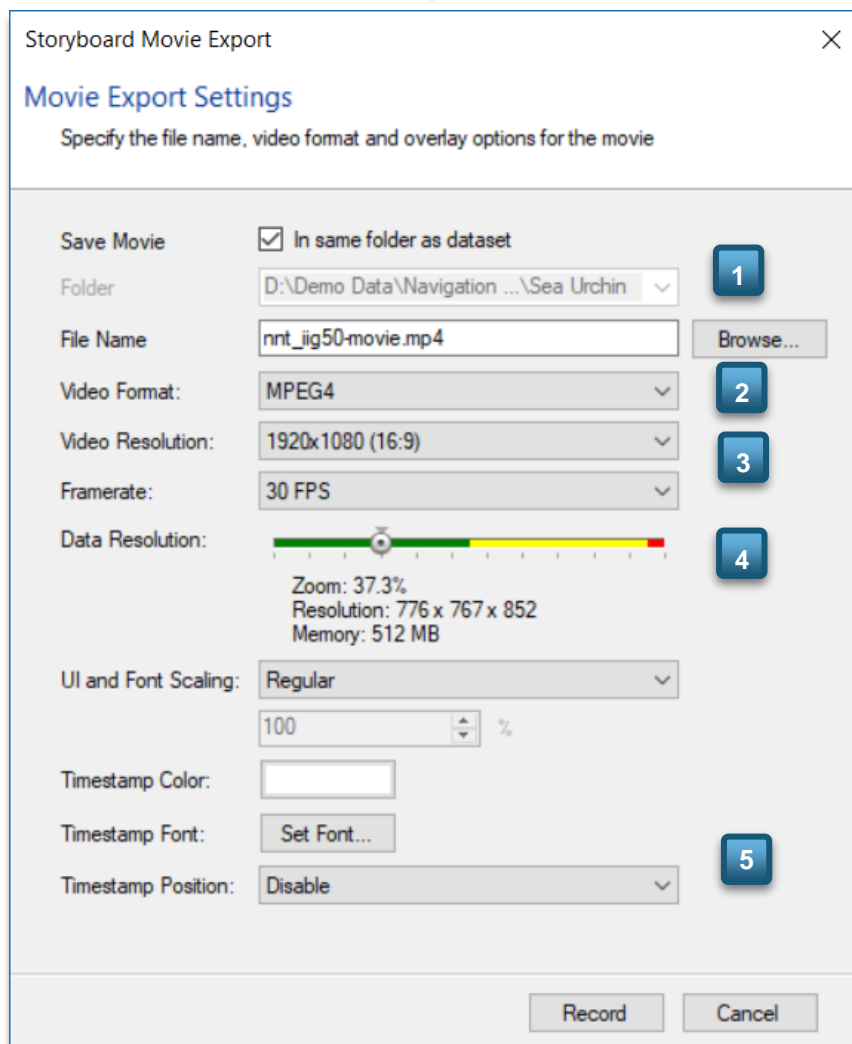 Storyboard Movie Export
Movie Export Settings
Specify the file name, video format and overlay options for the movie
Save Movie In same folder as dataset
1
Folder D:\Demo Data\Navigation ...\Sea Urchin
File Name nnt_iig50-movie.mp4 Browse...
Video Format: MPEG4 2
Video Resolution: 1920x1080 (16:9)
3
Framerate: 30 FPS
Data Resolution: 4
Zoom: 37.3%
Resolution: 776 x 767 x 852
Memory: 512 MB
UI and Font Scaling: Regular
100 %
Timestamp Color:
Timestamp Font: Set Font...
5
Timestamp Position: Disable
Record Cancel